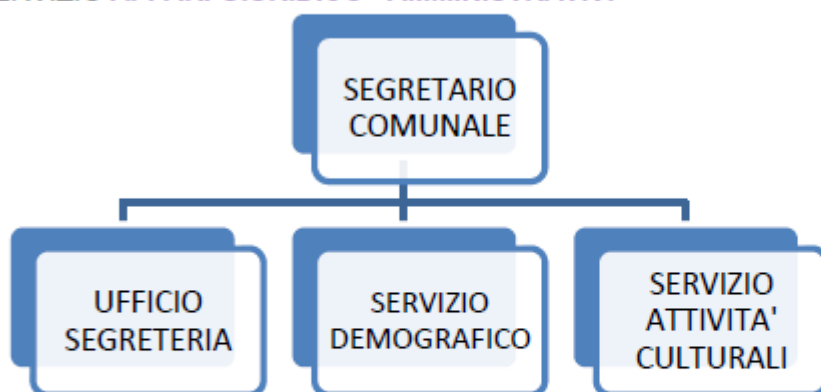 SEGRETARIO
COMUNALE
UFFICIO
SEGRETERIA
SERVIZIO
DEMOGRAFICO
SERVIZIO
ATTIVITA'
CULTURALI